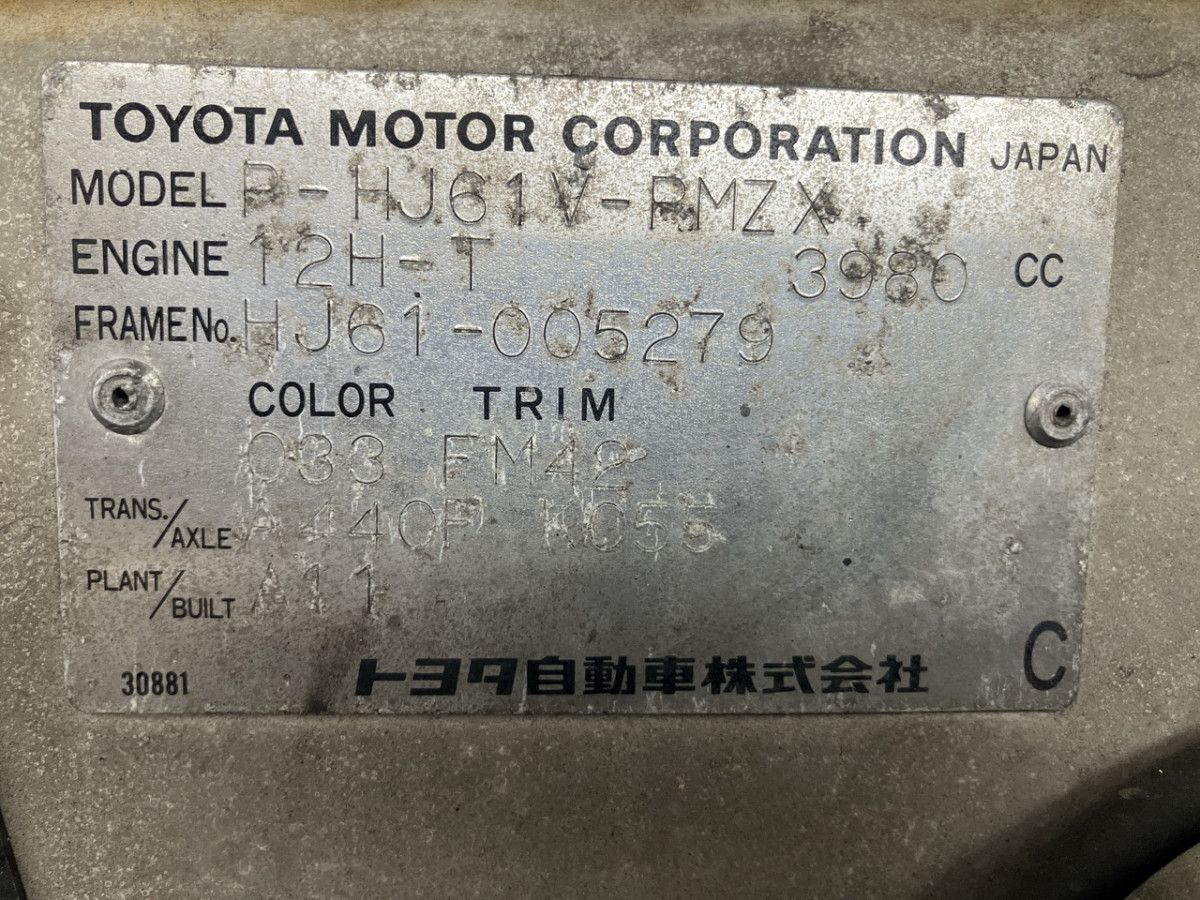 TOYOTA MOTOR CORPORATION JAPAN
MODEL P-HJ61V-PMZX
ENGINE 12H-T 3980 CC
FRAME No. HJ61-005279
COLOR TRIM
033 FM42
TRANS./AXLE A440F K055
PLANT/BUILT A11
C
30881 トヨタ自動車株式会社